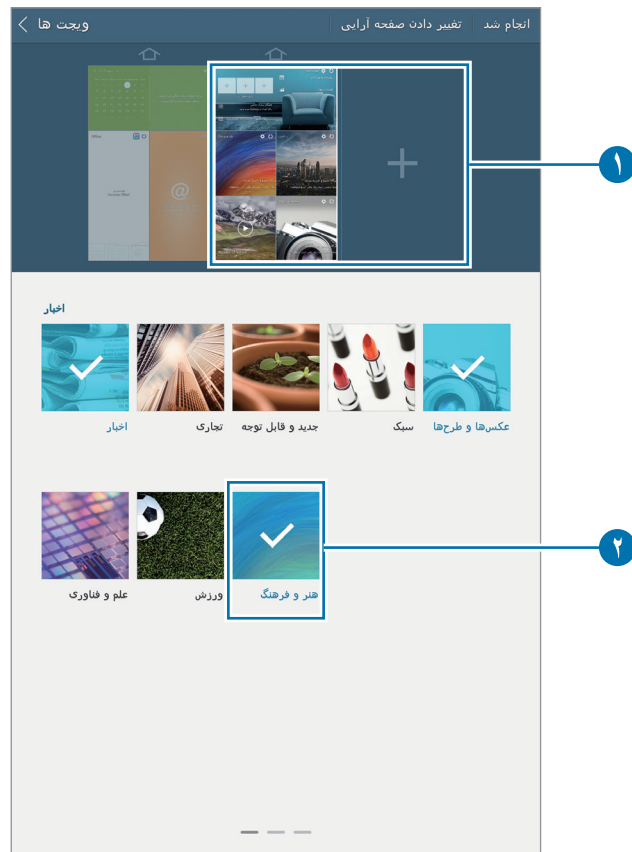 انجام شد
تغییر دادن صفحه آرایی
ویجت ها
۱
اخبار
عکس‌ها و طرح‌ها
سبک
جدید و قابل توجه
تجاری
اخبار
۲
هنر و فرهنگ
ورزش
علم و فناوری